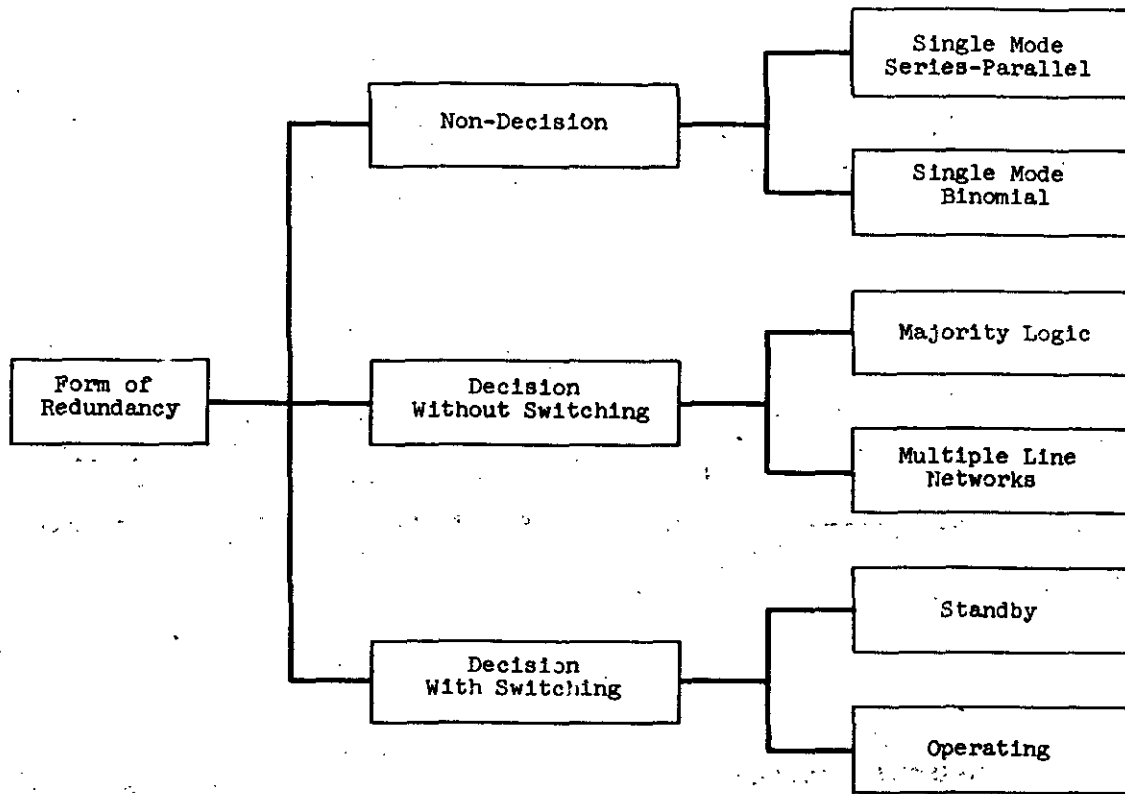 Single Mode
Series-Parallel
Non-Decision
Single Mode
Binomial
Majority Logic
Form of
Redundancy
Decision
Without Switching
Multiple Line
Networks
Standby
Decision
With Switching
Operating